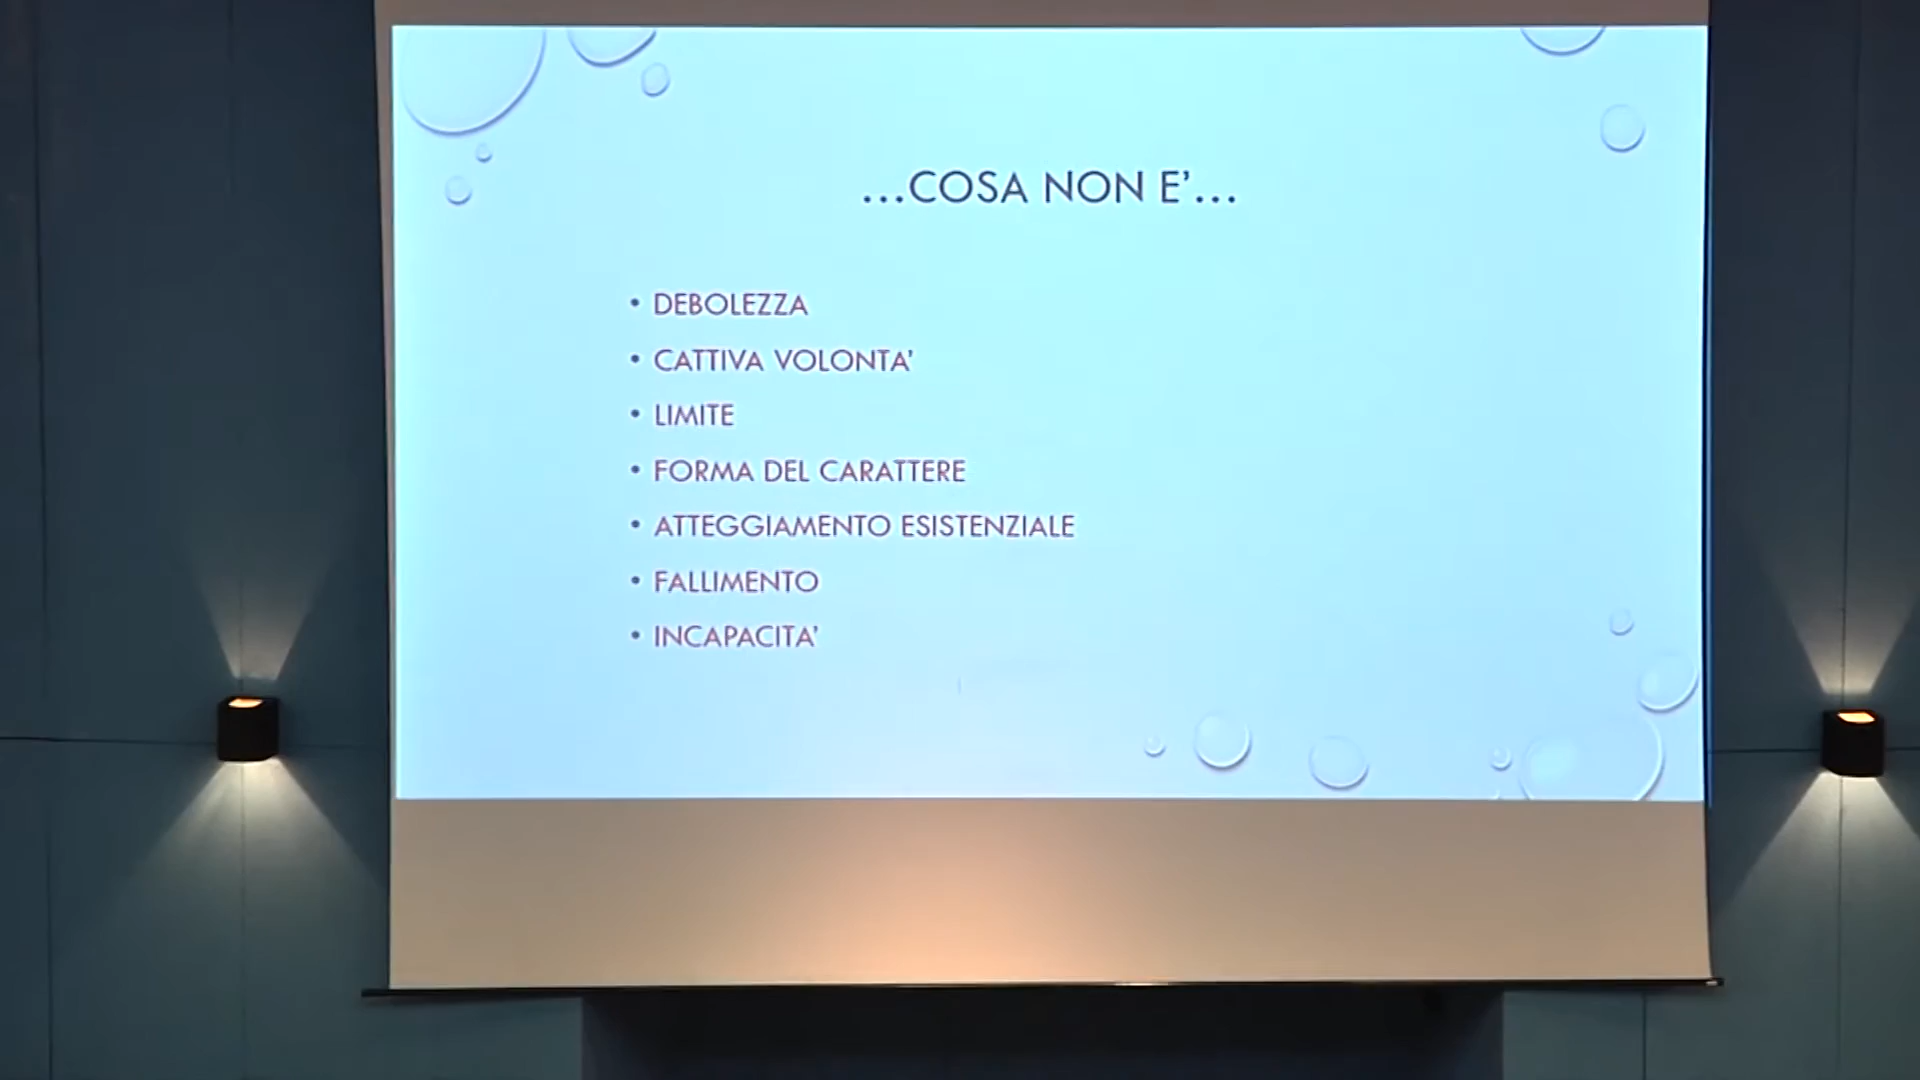 ...COSA NON E’...
• DEBOLEZZA
• CATTIVA VOLONTA’
• LIMITE
• FORMA DEL CARATTERE
• ATTEGGIAMENTO ESISTENZIALE
• FALLIMENTO
• INCAPACITA’